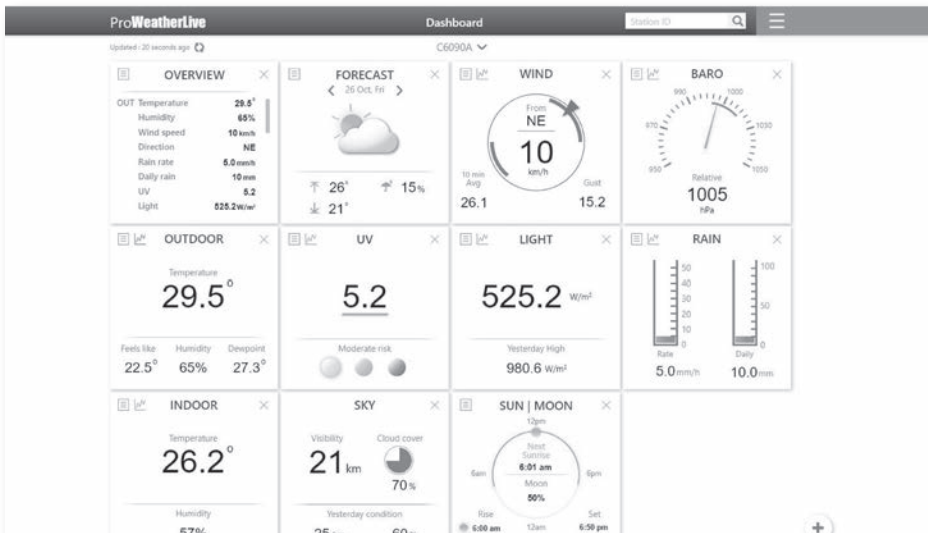 ProWeatherLive
Dashboard
Station ID
Updated : 20 seconds ago
C6090A
OVERVIEW
OUT Temperature 29.5°
Humidity 65%
Wind speed 10 km/h
Direction NE
Rain rate 5.0 mm/h
Daily rain 10 mm
UV 5.2
Light 525.2 W/m²
FORECAST
26 Oct, Fri
26° 15%
21°
WIND
From
NE
10
km/h
10 min
Avg
26.1
Gust
15.2
BARO
990 1000
970 1030
950 1050
Relative
1005
hPa
OUTDOOR
Temperature
29.5°
Feels like Humidity Dewpoint
22.5° 65% 27.3°
UV
5.2
Moderate risk
LIGHT
525.2 W/m²
Yesterday High
980.6 W/m²
RAIN
50 100
40
30 50
20
10
0 0
Rate Daily
5.0 mm/h 10.0 mm
INDOOR
Temperature
26.2°
Humidity
57%
SKY
Visibility Cloud cover
21 km
70 %
Yesterday condition
SUN | MOON
12pm
Next
Sunrise
6:01 am
6am 6pm
Moon
50%
Rise Set
6:00 am 12am 6:50 pm